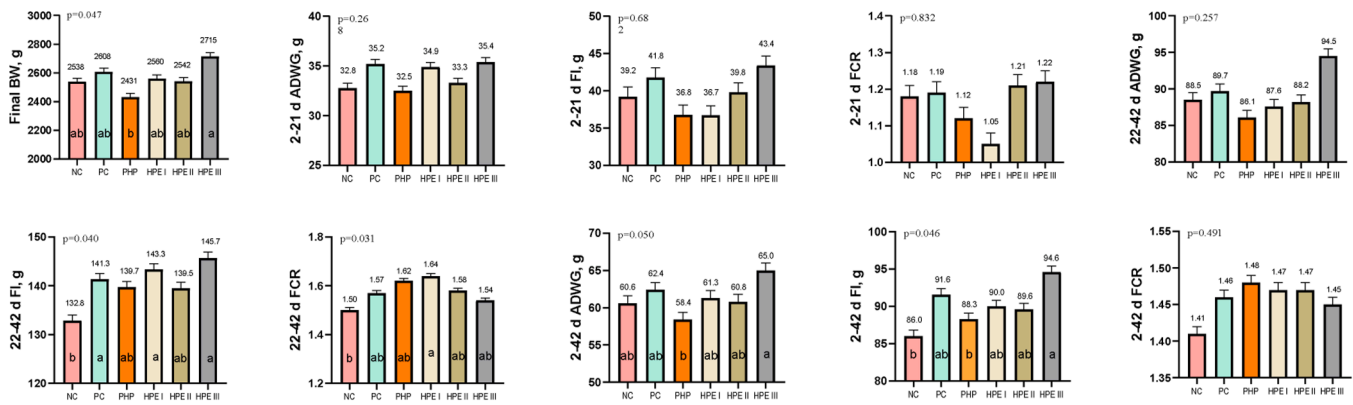 Final BW, g
p=0.047
3000
2800
2600
2400
2200
2000
2538
2608
2431
2560
2542
2715
ab
ab
b
ab
ab
a
NC
PC
PHP
HPE I
HPE II
HPE III
2-21 d ADWG, g
p=0.26
8
40
35
30
25
32.8
35.2
32.5
34.9
33.3
35.4
NC
PC
PHP
HPE I
HPE II
HPE III
2-21 d FI, g
p=0.68
2
50
45
40
35
30
39.2
41.8
36.8
36.7
39.8
43.4
NC
PC
PHP
HPE I
HPE II
HPE III
2-21 d FCR
p=0.832
1.4
1.3
1.2
1.1
1.0
1.18
1.19
1.12
1.05
1.21
1.22
NC
PC
PHP
HPE I
HPE II
HPE III
22-42 d ADWG, g
p=0.257
100
95
90
85
80
88.5
89.7
86.1
87.6
88.2
94.5
NC
PC
PHP
HPE I
HPE II
HPE III
22-42 d FI, g
p=0.040
150
140
130
120
132.8
141.3
139.7
143.3
139.5
145.7
b
a
ab
a
ab
a
NC
PC
PHP
HPE I
HPE II
HPE III
22-42 d FCR
p=0.031
1.8
1.6
1.4
1.2
1.50
1.57
1.62
1.64
1.58
1.54
b
ab
ab
a
ab
ab
NC
PC
PHP
HPE I
HPE II
HPE III
2-42 d ADWG, g
p=0.050
70
65
60
55
50
60.6
62.4
58.4
61.3
60.8
65.0
ab
ab
b
ab
ab
a
NC
PC
PHP
HPE I
HPE II
HPE III
2-42 d FI, g
p=0.046
100
95
90
85
80
86.0
91.6
88.3
90.0
89.6
94.6
b
ab
b
ab
ab
a
NC
PC
PHP
HPE I
HPE II
HPE III
2-42 d FCR
p=0.491
1.55
1.50
1.45
1.40
1.35
1.41
1.46
1.48
1.47
1.47
1.45
NC
PC
PHP
HPE I
HPE II
HPE III